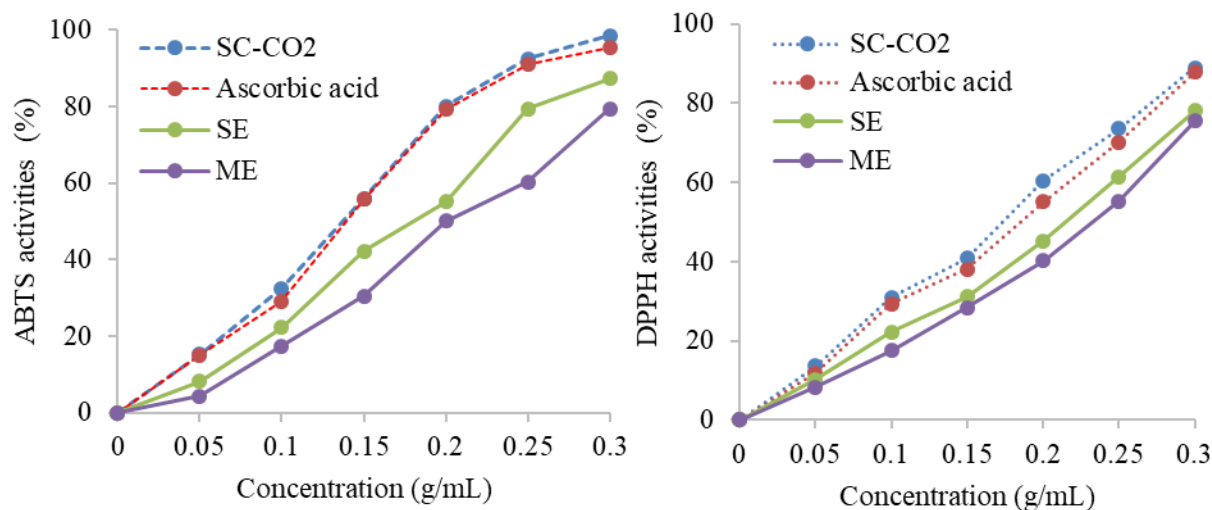 ABTS activities (%)
100
80
60
40
20
0
SC-CO2
Ascorbic acid
SE
ME
0 0.05 0.1 0.15 0.2 0.25 0.3
Concentration (g/mL)
DPPH activities (%)
100
80
60
40
20
0
SC-CO2
Ascorbic acid
SE
ME
0 0.05 0.1 0.15 0.2 0.25 0.3
Concentration (g/mL)